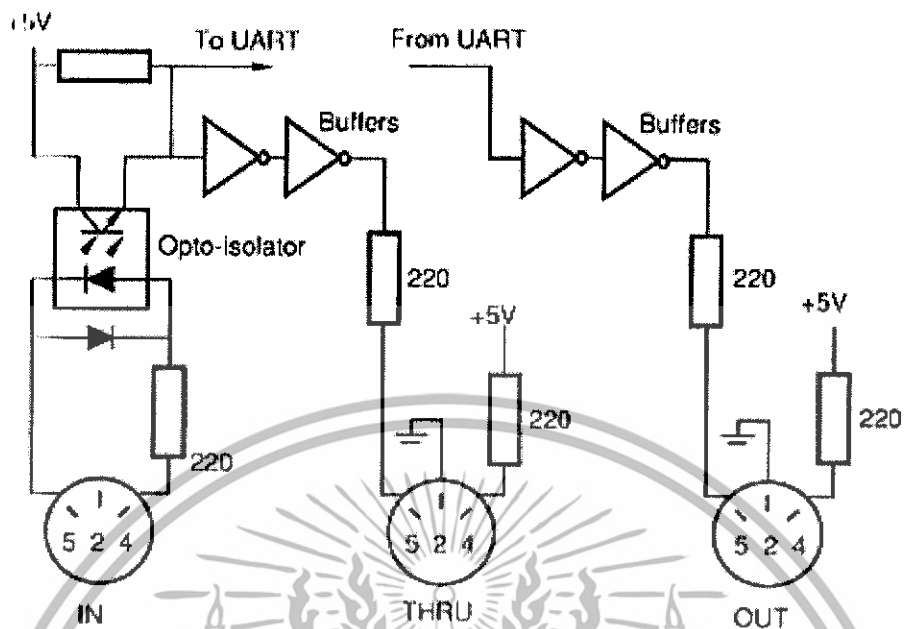 +5V
To UART
From UART
Buffers
Buffers
Opto-isolator
220
220
+5V
+5V
220
220
220
5 2 4
5 2 4
5 2 4
IN
THRU
OUT